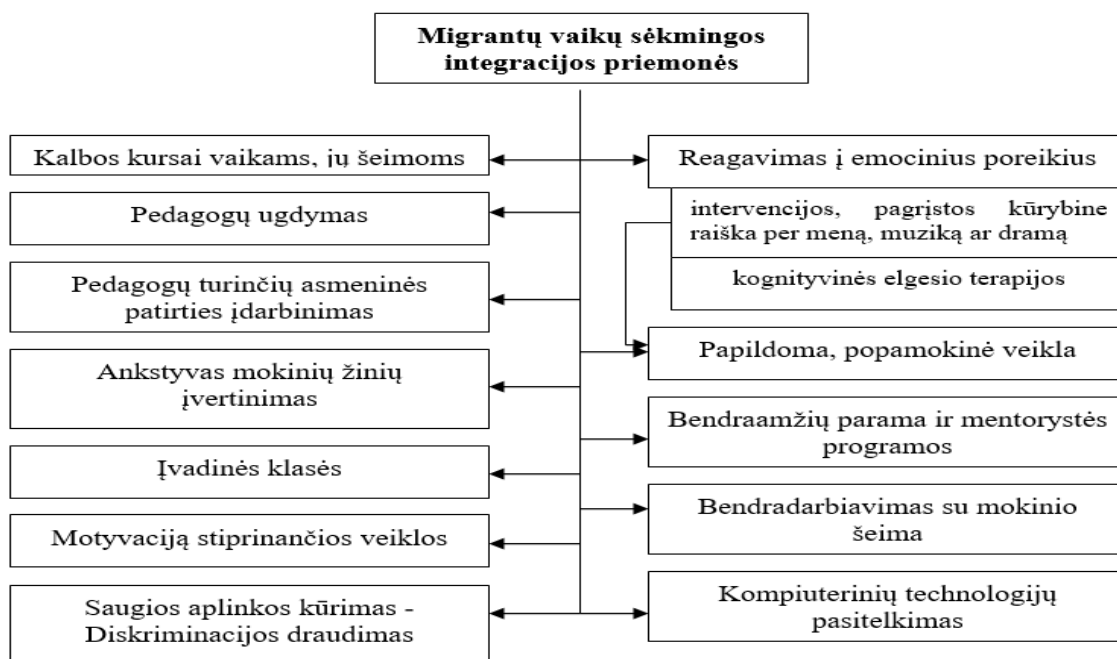 Migrantų vaikų sėkmingos
integracijos priemonės
Kalbos kursai vaikams, jų šeimoms
Pedagogų ugdymas
Pedagogų turinčių asmeninės
patirties įdarbinimas
Ankstyvas mokinių žinių
įvertinimas
Įvadinės klasės
Motyvaciją stiprinančios veiklos
Saugios aplinkos kūrimas -
Diskriminacijos draudimas
Reagavimas į emocinius poreikius
intervencijos, pagrįstos kūrybine
raiška per meną, muziką ar dramą
kognityvinės elgesio terapijos
Papildoma, popamokinė veikla
Bendraamžių parama ir mentorystės
programos
Bendradarbiavimas su mokinio
šeima
Kompiuterinių technologijų
pasitelkimas